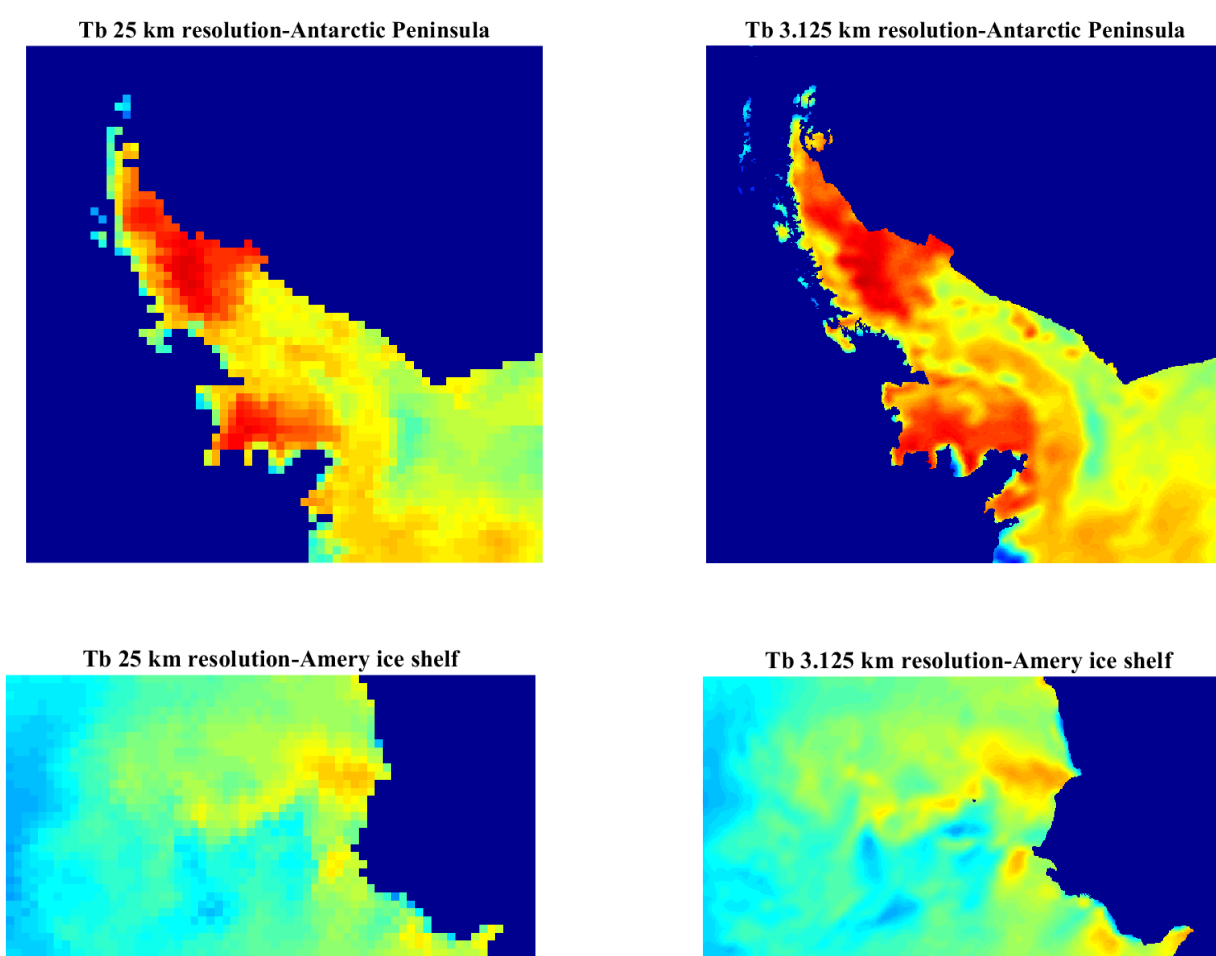 Tb 25 km resolution-Antarctic Peninsula
Tb 3.125 km resolution-Antarctic Peninsula
Tb 25 km resolution-Amery ice shelf
Tb 3.125 km resolution-Amery ice shelf